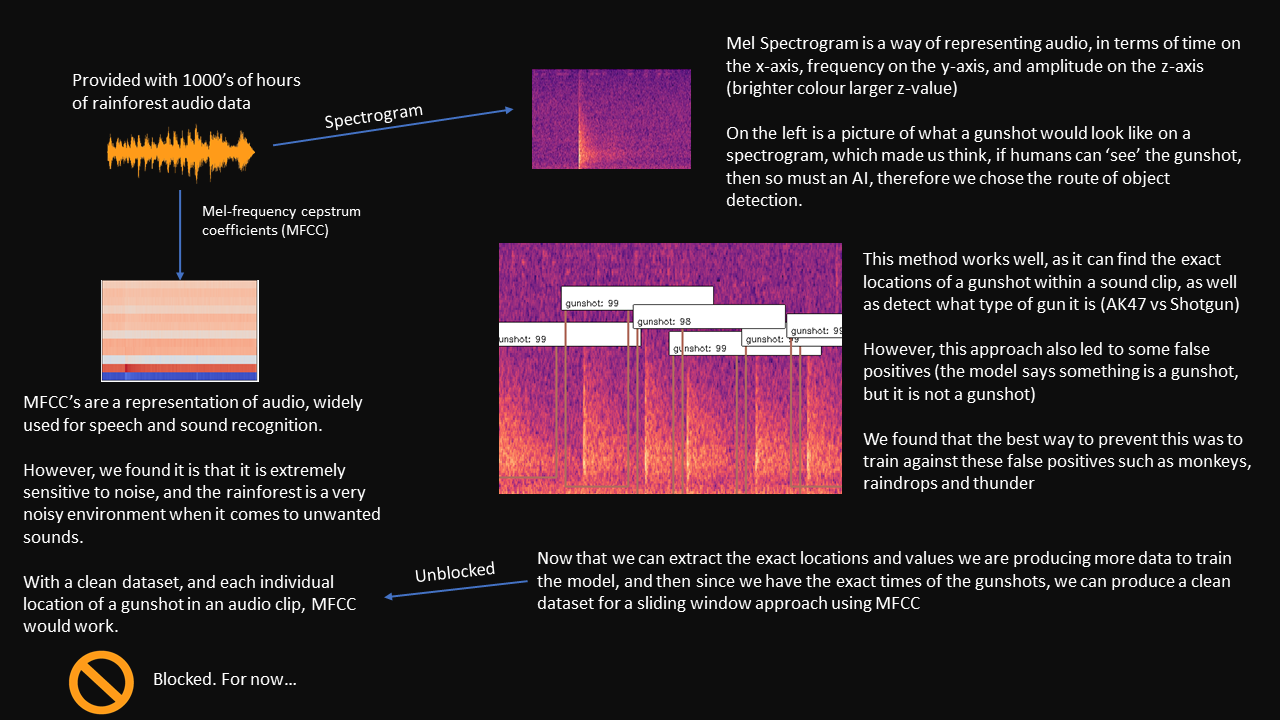 Provided with 1000’s of hours
of rainforest audio data
Spectrogram
Mel Spectrogram is a way of representing audio, in terms of time on
the x-axis, frequency on the y-axis, and amplitude on the z-axis
(brighter colour larger z-value)
On the left is a picture of what a gunshot would look like on a
spectrogram, which made us think, if humans can ‘see’ the gunshot,
then so must an AI, therefore we chose the route of object
detection.
Mel-frequency cepstrum
coefficients (MFCC)
gunshot: 99
gunshot: 98
unshot: 99
gunshot: 99
gunshot: 99
gunshot: 99
This method works well, as it can find the exact
locations of a gunshot within a sound clip, as well
as detect what type of gun it is (AK47 vs Shotgun)
However, this approach also led to some false
positives (the model says something is a gunshot,
but it is not a gunshot)
We found that the best way to prevent this was to
train against these false positives such as monkeys,
raindrops and thunder
MFCC’s are a representation of audio, widely
used for speech and sound recognition.
However, we found it is that it is extremely
sensitive to noise, and the rainforest is a very
noisy environment when it comes to unwanted
sounds.
With a clean dataset, and each individual
location of a gunshot in an audio clip, MFCC
would work.
Unblocked
Now that we can extract the exact locations and values we are producing more data to train
the model, and then since we have the exact times of the gunshots, we can produce a clean
dataset for a sliding window approach using MFCC
Blocked. For now…